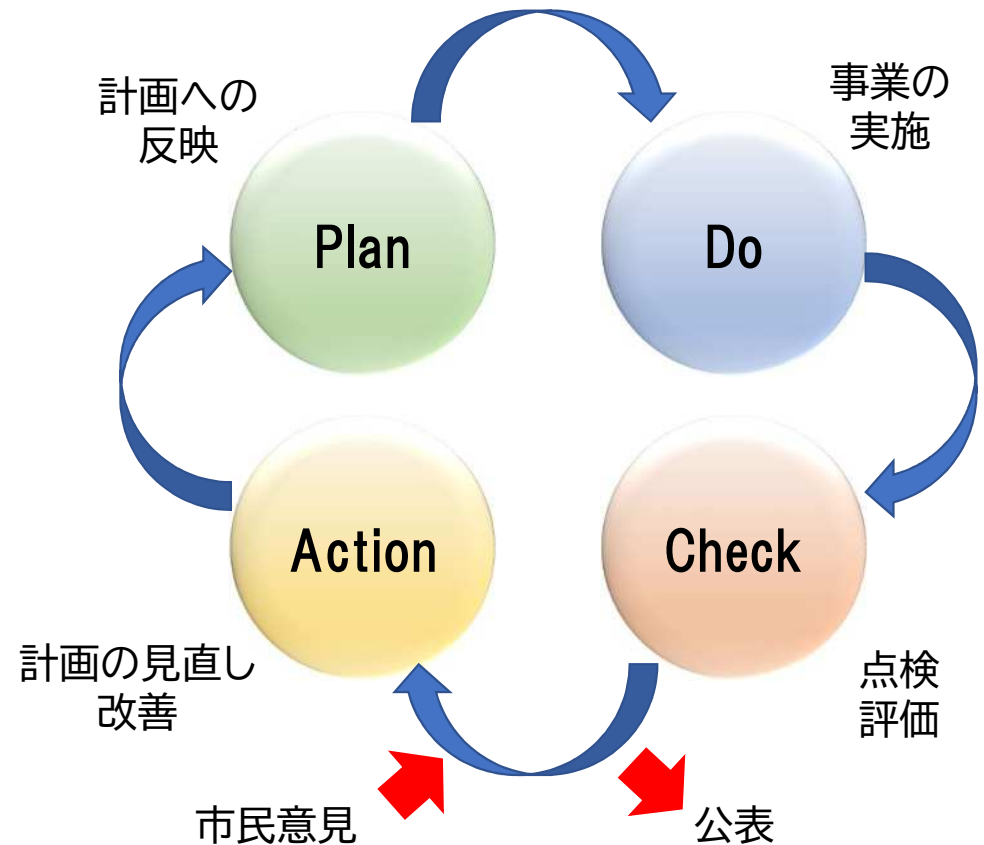 計画への
反映
事業の
実施
Plan
Do
Action
Check
計画の見直し
改善
点検
評価
市民意見
公表